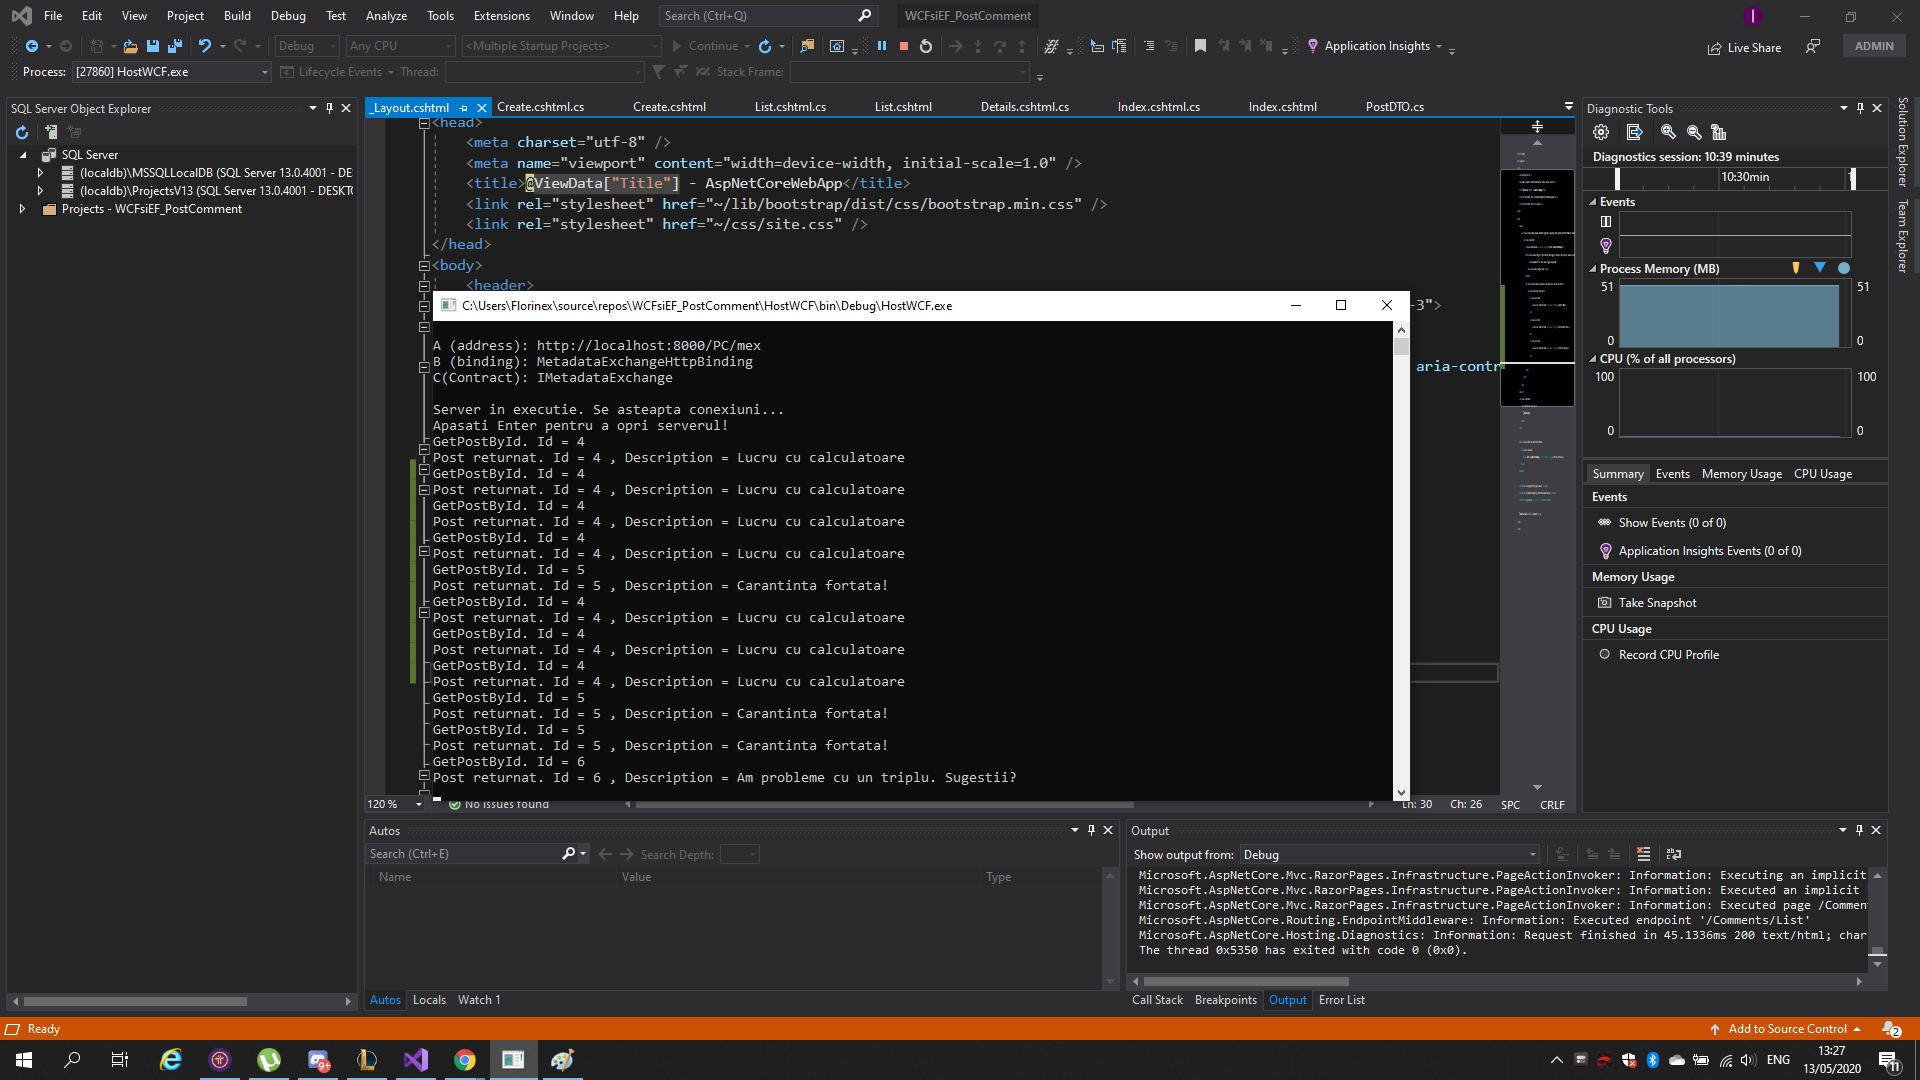 File Edit View Project Build Debug Test Analyze Tools Extensions Window Help Search (Ctrl+Q) WCFsiEF_PostComment
Debug Any CPU <Multiple Startup Projects> Continue Application Insights Live Share ADMIN
Process: [27860] HostWCF.exe Lifecycle Events Thread: Stack Frame:
SQL Server Object Explorer
SQL Server
(localdb)\MSSQLLocalDB (SQL Server 13.0.4001 - DE
(localdb)\ProjectsV13 (SQL Server 13.0.4001 - DESKT
Projects - WCFsiEF_PostComment
_Layout.cshtml Create.cshtml.cs Create.cshtml List.cshtml.cs List.cshtml Details.cshtml.cs Index.cshtml.cs Index.cshtml PostDTO.cs
<head>
<meta charset="utf-8" />
<meta name="viewport" content="width=device-width, initial-scale=1.0" />
<title>@ViewData["Title"] - AspNetCoreWebApp</title>
<link rel="stylesheet" href="~/lib/bootstrap/dist/css/bootstrap.min.css" />
<link rel="stylesheet" href="~/css/site.css" />
</head>
<body>
<header>
-3">
aria-contr
C:\Users\Florinex\source\repos\WCFsiEF_PostComment\HostWCF\bin\Debug\HostWCF.exe
A (address): http://localhost:8000/PC/mex
B (binding): MetadataExchangeHttpBinding
C(Contract): IMetadataExchange
Server in executie. Se asteapta conexiuni...
Apasati Enter pentru a opri serverul!
GetPostById. Id = 4
Post returnat. Id = 4 , Description = Lucru cu calculatoare
GetPostById. Id = 4
Post returnat. Id = 4 , Description = Lucru cu calculatoare
GetPostById. Id = 4
Post returnat. Id = 4 , Description = Lucru cu calculatoare
GetPostById. Id = 4
Post returnat. Id = 4 , Description = Lucru cu calculatoare
GetPostById. Id = 5
Post returnat. Id = 5 , Description = Carantinta fortata!
GetPostById. Id = 4
Post returnat. Id = 4 , Description = Lucru cu calculatoare
GetPostById. Id = 4
Post returnat. Id = 4 , Description = Lucru cu calculatoare
GetPostById. Id = 4
Post returnat. Id = 4 , Description = Lucru cu calculatoare
GetPostById. Id = 5
Post returnat. Id = 5 , Description = Carantinta fortata!
GetPostById. Id = 5
Post returnat. Id = 5 , Description = Carantinta fortata!
GetPostById. Id = 6
Post returnat. Id = 6 , Description = Am probleme cu un triplu. Sugestii?
120 % No issues found Ln: 30 Ch: 26 SPC CRLF
Diagnostic Tools
Diagnostics session: 10:39 minutes
10:30min
Events
Process Memory (MB)
51 51
0 0
CPU (% of all processors)
100 100
0 0
Summary Events Memory Usage CPU Usage
Events
Show Events (0 of 0)
Application Insights Events (0 of 0)
Memory Usage
Take Snapshot
CPU Usage
Record CPU Profile
Solution Explorer
Team Explorer
Autos
Search (Ctrl+E) Search Depth:
Name Value Type
Autos Locals Watch 1
Output
Show output from: Debug
Microsoft.AspNetCore.Mvc.RazorPages.Infrastructure.PageActionInvoker: Information: Executing an implicit
Microsoft.AspNetCore.Mvc.RazorPages.Infrastructure.PageActionInvoker: Information: Executed an implicit
Microsoft.AspNetCore.Mvc.RazorPages.Infrastructure.PageActionInvoker: Information: Executed page /Commen
Microsoft.AspNetCore.Routing.EndpointMiddleware: Information: Executed endpoint '/Comments/List'
Microsoft.AspNetCore.Hosting.Diagnostics: Information: Request finished in 45.1336ms 200 text/html; char
The thread 0x5350 has exited with code 0 (0x0).
Call Stack Breakpoints Output Error List
Ready Add to Source Control 2
9+ ENG 13:27
13/05/2020 11